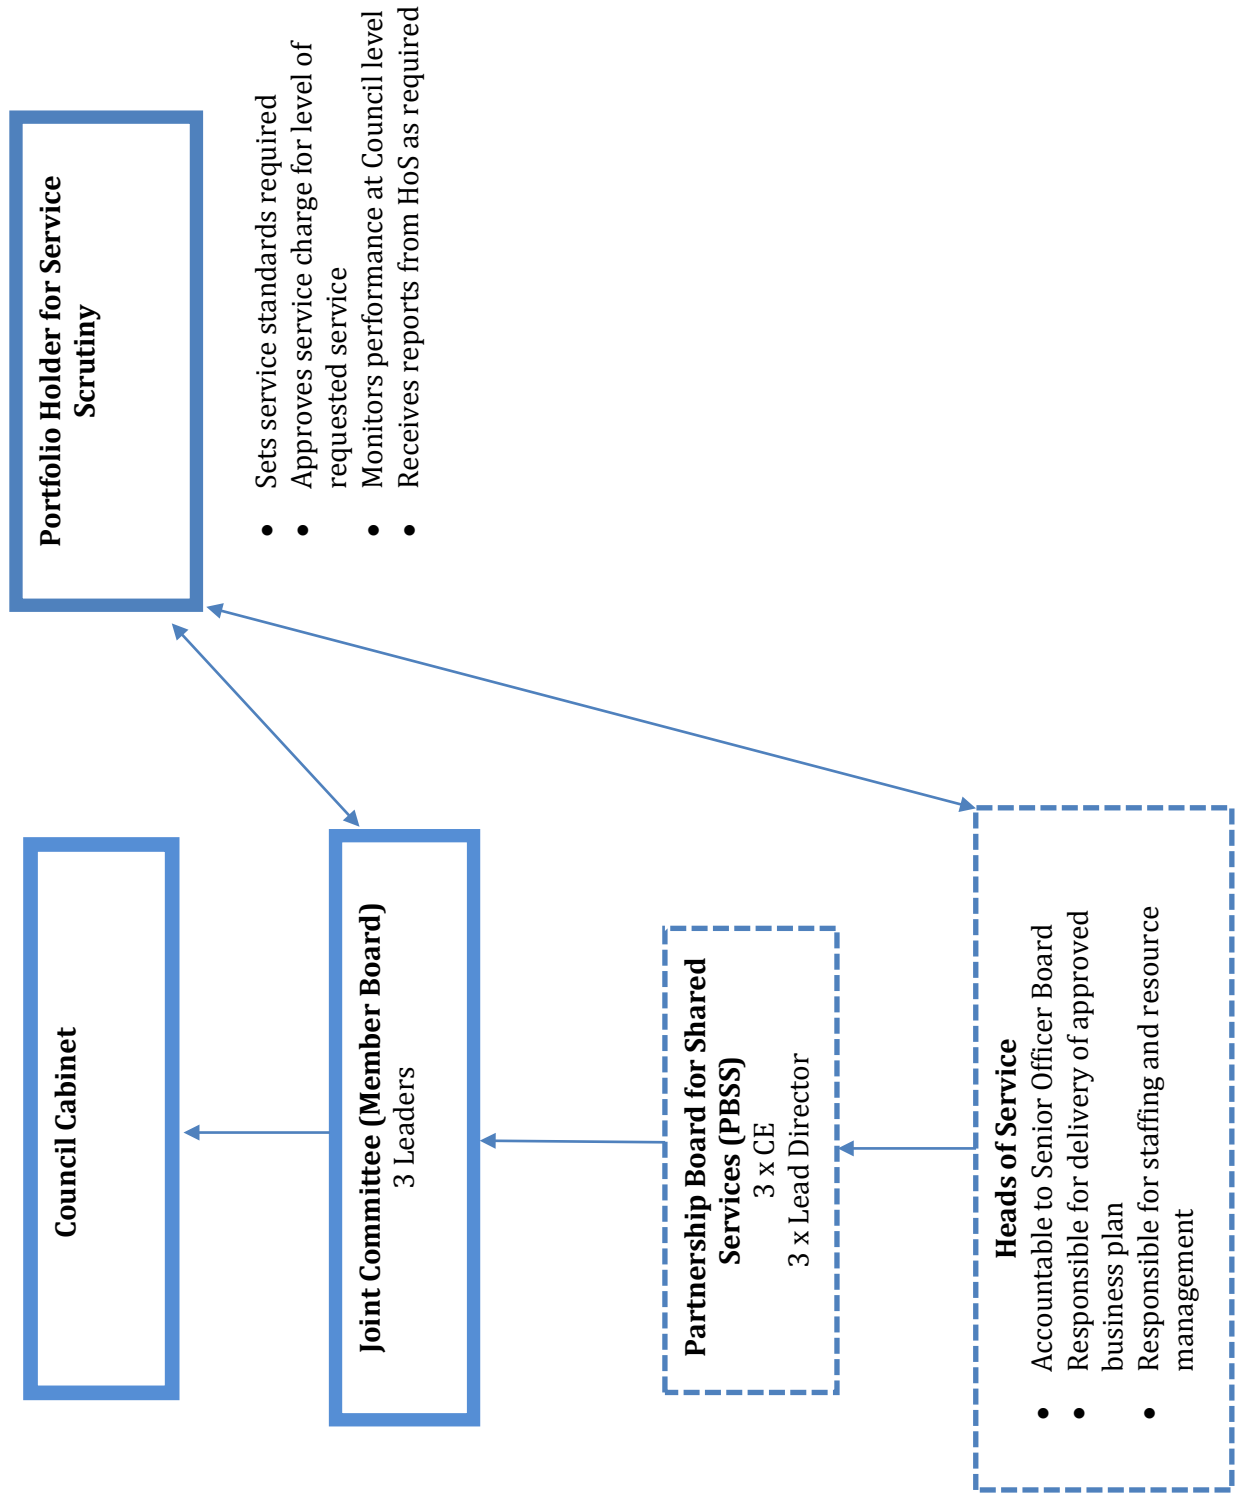 Council Cabinet
Portfolio Holder for Service
Scrutiny
• Sets service standards required
• Approves service charge for level of
requested service
• Monitors performance at Council level
• Receives reports from HoS as required
Joint Committee (Member Board)
3 Leaders
Partnership Board for Shared
Services (PBSS)
3 x CE
3 x Lead Director
Heads of Service
• Accountable to Senior Officer Board
• Responsible for delivery of approved
business plan
• Responsible for staffing and resource
management